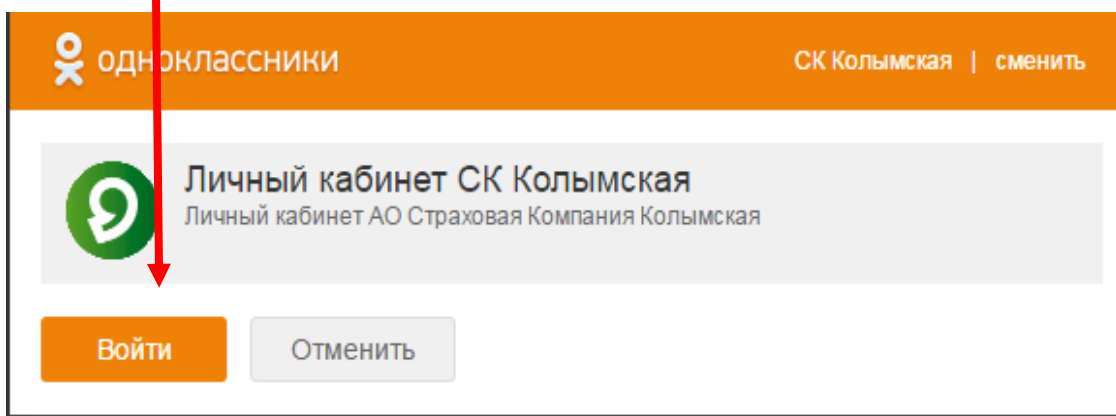 одноклассники СК Колымская | сменить
Личный кабинет СК Колымская
Личный кабинет АО Страховая Компания Колымская
Войти Отменить